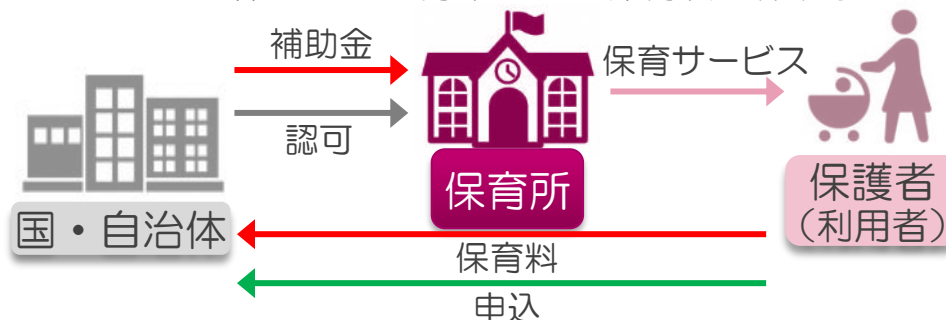 補助金
保育サービス
認可
保育所
保護者
（利用者）
国・自治体
保育料
申込